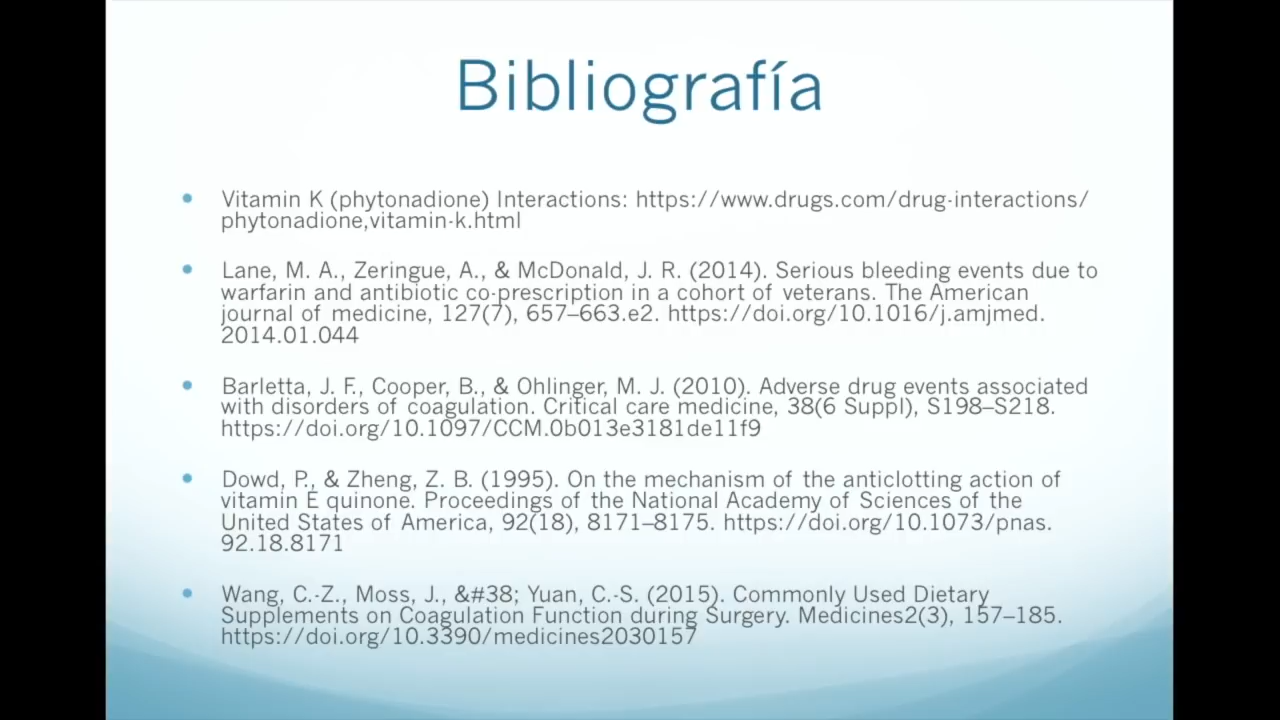 Bibliografía
Vitamin K (phytonadione) Interactions: https://www.drugs.com/drug-interactions/
phytonadione,vitamin-k.html
Lane, M. A., Zeringue, A., & McDonald, J. R. (2014). Serious bleeding events due to
warfarin and antibiotic co-prescription in a cohort of veterans. The American
journal of medicine, 127(7), 657–663.e2. https://doi.org/10.1016/j.amjmed.
2014.01.044
Barletta, J. F., Cooper, B., & Ohlinger, M. J. (2010). Adverse drug events associated
with disorders of coagulation. Critical care medicine, 38(6 Suppl), S198–S218.
https://doi.org/10.1097/CCM.0b013e3181de11f9
Dowd, P., & Zheng, Z. B. (1995). On the mechanism of the anticlotting action of
vitamin E quinone. Proceedings of the National Academy of Sciences of the
United States of America, 92(18), 8171–8175. https://doi.org/10.1073/pnas.
92.18.8171
Wang, C.-Z., Moss, J., &#38; Yuan, C.-S. (2015). Commonly Used Dietary
Supplements on Coagulation Function during Surgery. Medicines2(3), 157–185.
https://doi.org/10.3390/medicines2030157